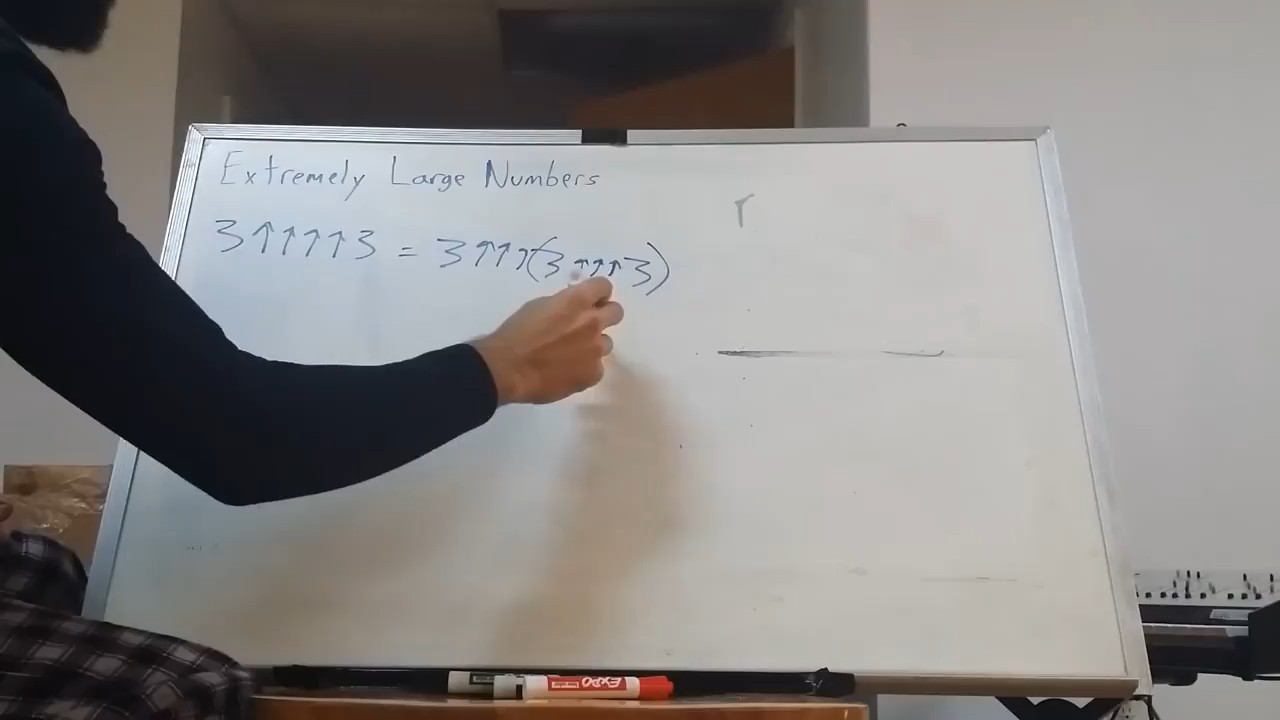 Extremely Large Numbers
3↑↑↑↑3 = 3↑↑↑(3↑↑↑3)
EXPO